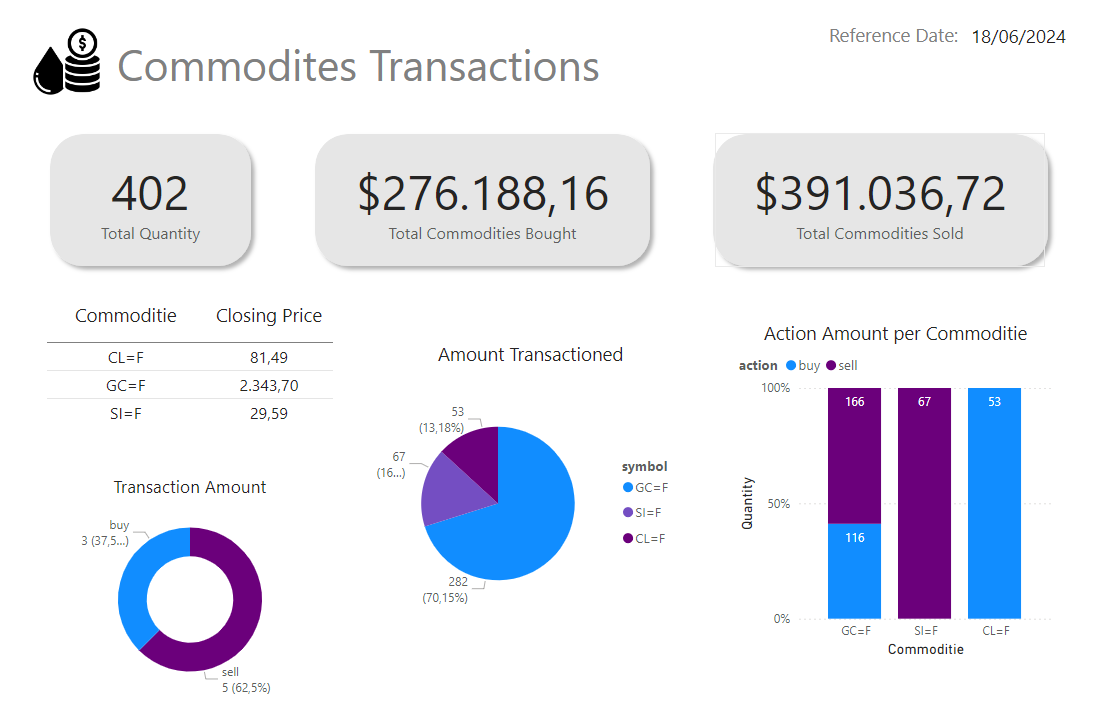 $
Commodites Transactions
Reference Date: 18/06/2024
402
Total Quantity
$276.188,16
Total Commodities Bought
$391.036,72
Total Commodities Sold
Commoditie Closing Price
CL=F 81,49
GC=F 2.343,70
SI=F 29,59
Transaction Amount
buy
3 (37,5...)
sell
5 (62,5%)
Amount Transactioned
53
(13,18%)
67
(16...)
282
(70,15%)
symbol
GC=F
SI=F
CL=F
Action Amount per Commoditie
action buy sell
100%
50%
0%
Quantity
166
116
67
53
GC=F SI=F CL=F
Commoditie